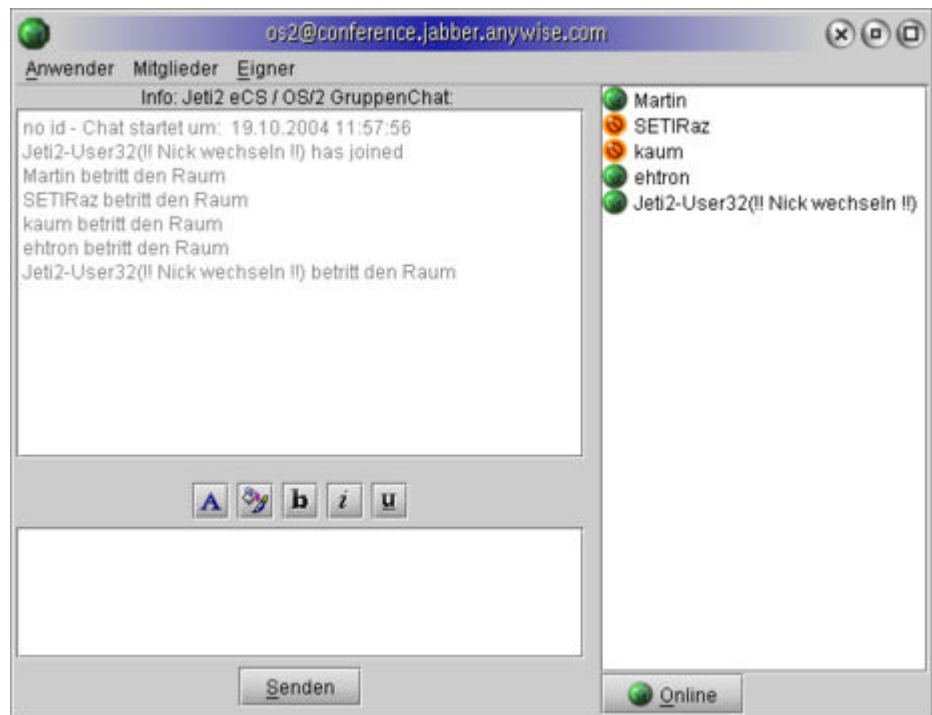 os2@conference.jabber.anywise.com
Anwender Mitglieder Eigner
Info: Jeti2 eCS / OS/2 GruppenChat:
no id - Chat startet um: 19.10.2004 11:57:56
Jeti2-User32(!! Nick wechseln !!) has joined
Martin betritt den Raum
SETIRaz betritt den Raum
kaum betritt den Raum
ehtron betritt den Raum
Jeti2-User32(!! Nick wechseln !!) betritt den Raum
A b i u
Senden
Martin
SETIRaz
kaum
ehtron
Jeti2-User32(!! Nick wechseln !!)
Online